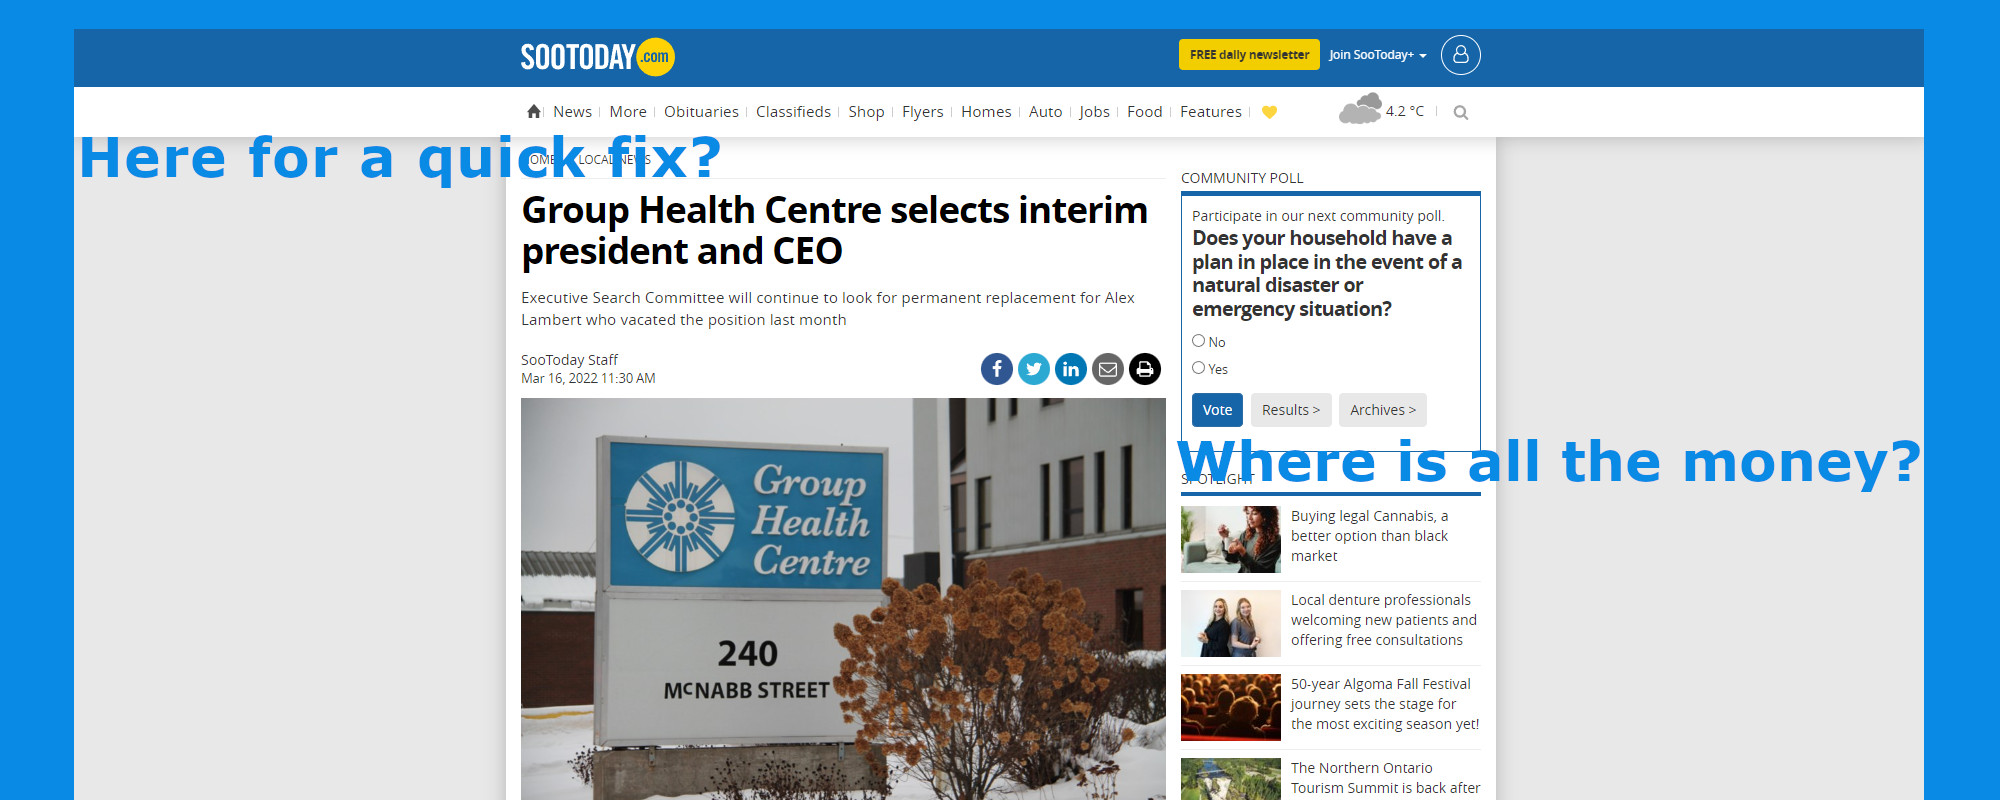 SOOTODAY.com
FREE daily newsletter
Join SooToday+
News More Obituaries Classifieds Shop Flyers Homes Auto Jobs Food Features
4.2 °C
Here for a quick fix?
HOME LOCAL NEWS
Group Health Centre selects interim
president and CEO
Executive Search Committee will continue to look for permanent replacement for Alex
Lambert who vacated the position last month
SooToday Staff
Mar 16, 2022 11:30 AM
Group
Health
Centre
240
McNABB STREET
COMMUNITY POLL
Participate in our next community poll.
Does your household have a
plan in place in the event of a
natural disaster or
emergency situation?
No
Yes
Vote
Results >
Archives >
Where is all the money?
SPOTLIGHT
Buying legal Cannabis, a
better option than black
market
Local denture professionals
welcoming new patients and
offering free consultations
50-year Algoma Fall Festival
journey sets the stage for
the most exciting season yet!
The Northern Ontario
Tourism Summit is back after